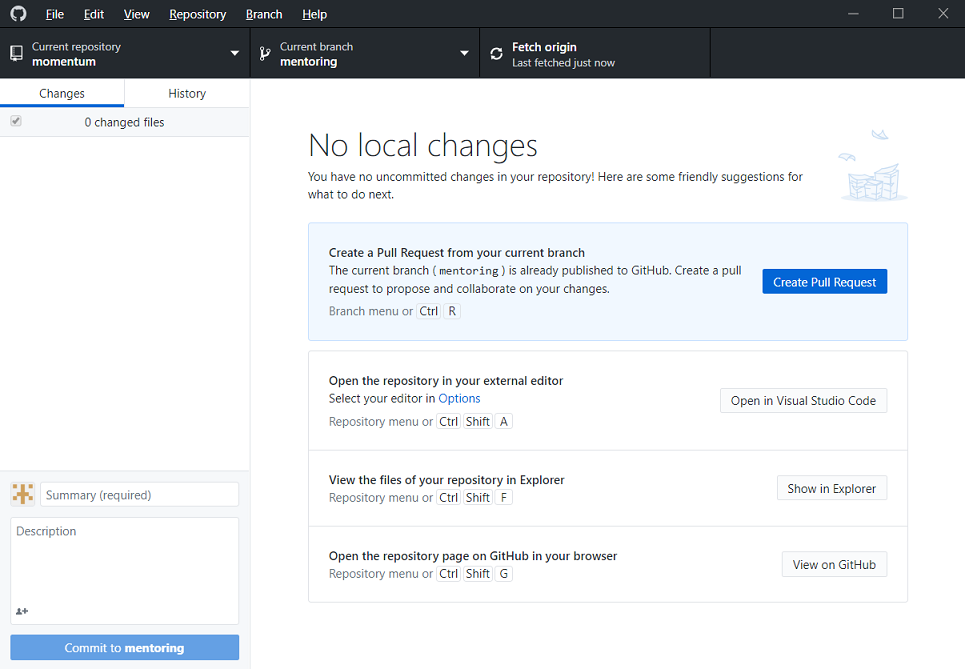 File Edit View Repository Branch Help
Current repository
momentum
Current branch
mentoring
Fetch origin
Last fetched just now
Changes History
0 changed files
No local changes
You have no uncommitted changes in your repository! Here are some friendly suggestions for
what to do next.
Create a Pull Request from your current branch
The current branch ( mentoring ) is already published to GitHub. Create a pull
request to propose and collaborate on your changes.
Branch menu or Ctrl R
Create Pull Request
Open the repository in your external editor
Select your editor in Options
Repository menu or Ctrl Shift A
Open in Visual Studio Code
View the files of your repository in Explorer
Repository menu or Ctrl Shift F
Show in Explorer
Open the repository page on GitHub in your browser
Repository menu or Ctrl Shift G
View on GitHub
Summary (required)
Description
Commit to mentoring